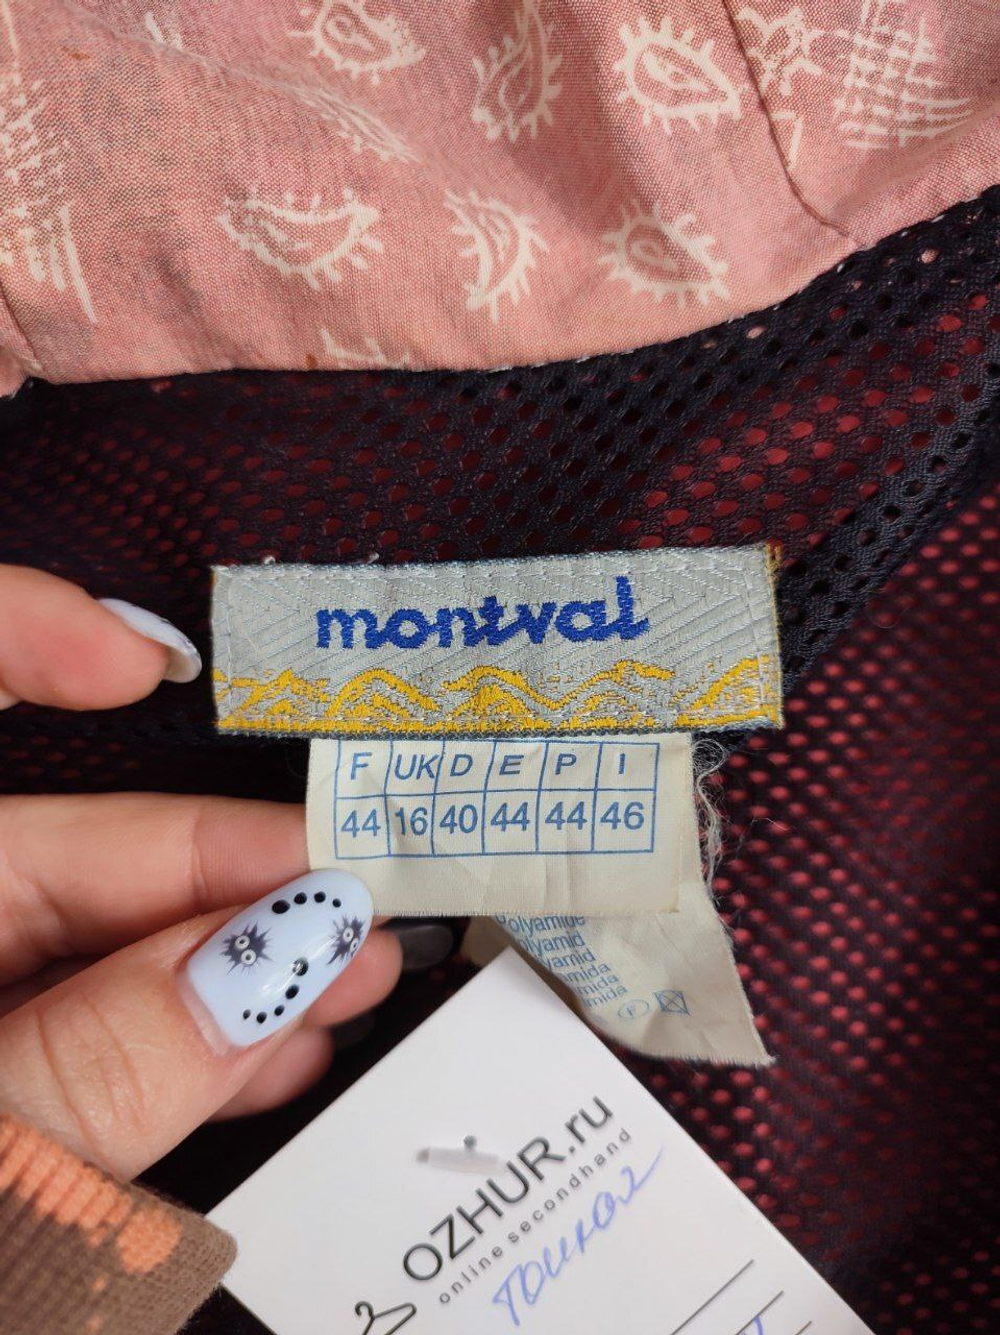 montval
F UK D E P I
44 16 40 44 44 46
olyamide
olyamid
yamid
amida
mida
mida
P
OZHUR.ru
online secondhand